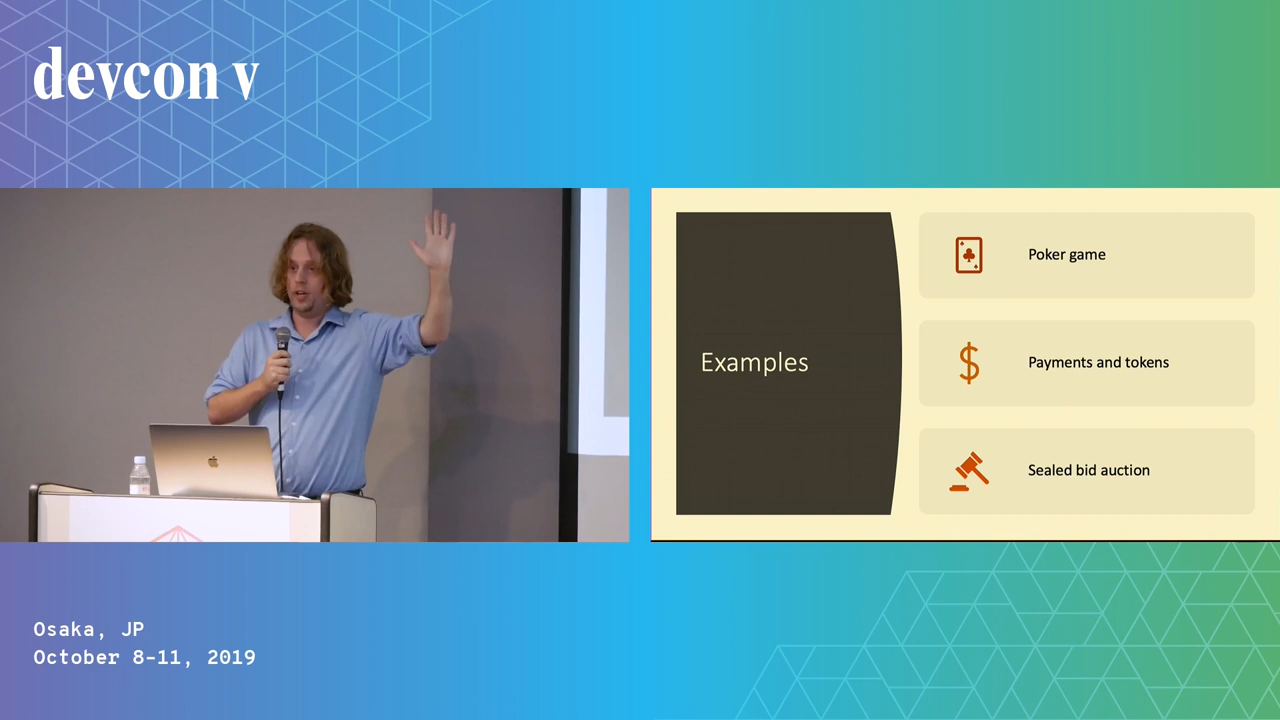 devcon v
Examples
Poker game
Payments and tokens
Sealed bid auction
Osaka, JP
October 8-11, 2019